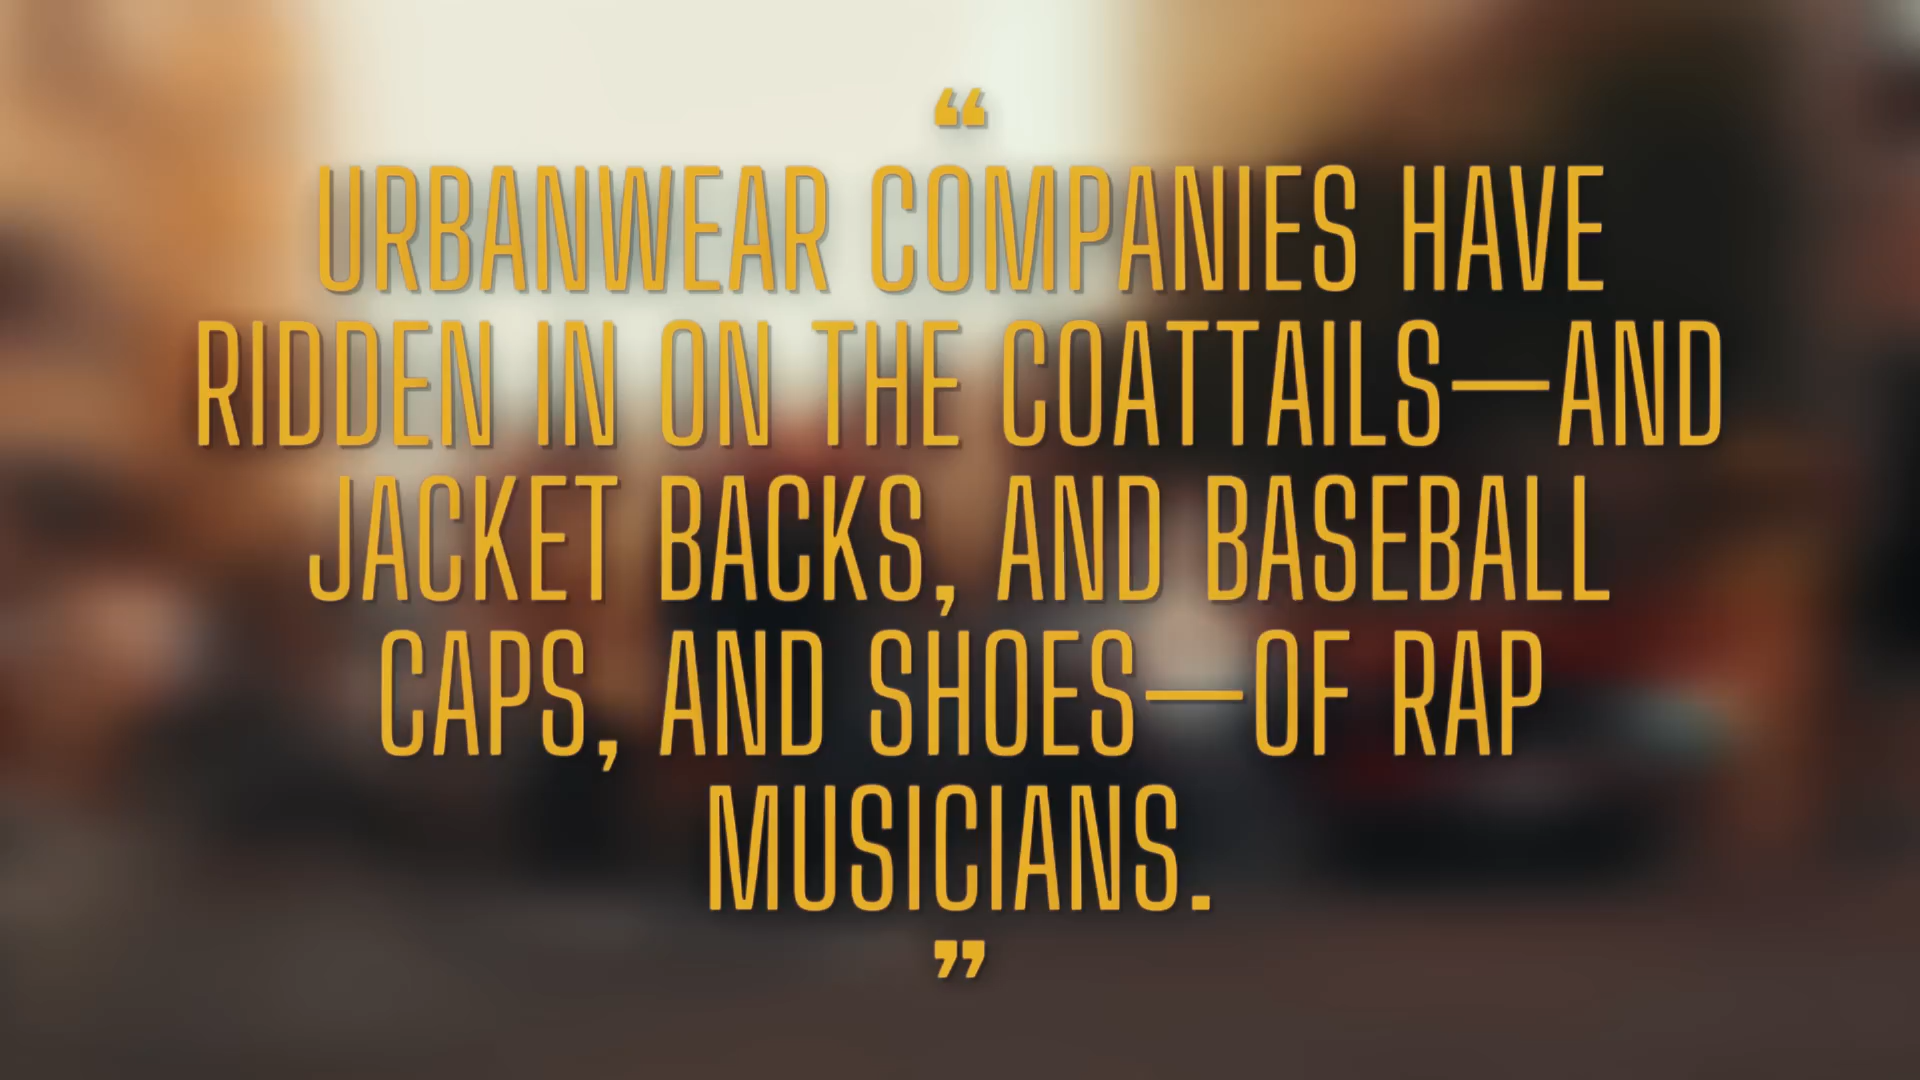 “
URBANWEAR COMPANIES HAVE
RIDDEN IN ON THE COATTAILS—AND
JACKET BACKS, AND BASEBALL
CAPS, AND SHOES—OF RAP
MUSICIANS.
”